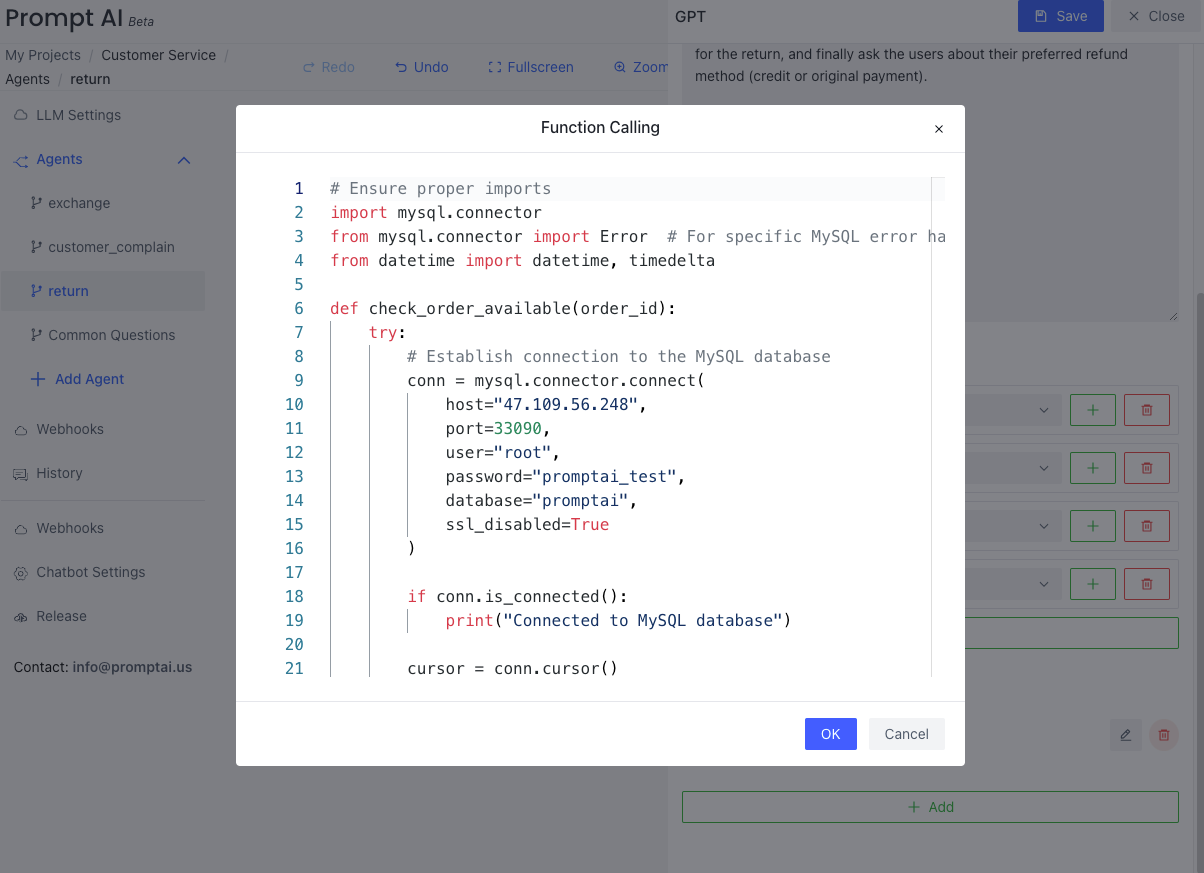 Prompt AI Beta
My Projects / Customer Service /
Agents / return
Redo
Undo
Fullscreen
Zoom
GPT
Save
Close
for the return, and finally ask the users about their preferred refund
method (credit or original payment).
LLM Settings
Agents
exchange
customer_complain
return
Common Questions
Add Agent
Webhooks
History
Webhooks
Chatbot Settings
Release
Contact: info@promptai.us
Function Calling
1 # Ensure proper imports
2 import mysql.connector
3 from mysql.connector import Error  # For specific MySQL error ha
4 from datetime import datetime, timedelta
5
6 def check_order_available(order_id):
7     try:
8         # Establish connection to the MySQL database
9         conn = mysql.connector.connect(
10             host="47.109.56.248",
11             port=33090,
12             user="root",
13             password="promptai_test",
14             database="promptai",
15             ssl_disabled=True
16         )
17
18         if conn.is_connected():
19             print("Connected to MySQL database")
20
21         cursor = conn.cursor()
OK
Cancel
Add